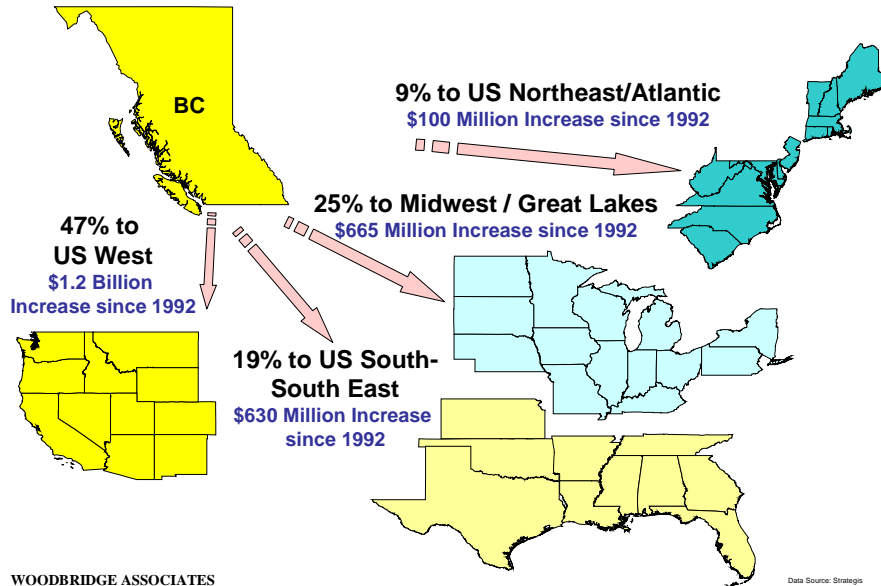 BC
9% to US Northeast/Atlantic
$100 Million Increase since 1992
25% to Midwest / Great Lakes
$665 Million Increase since 1992
47% to
US West
$1.2 Billion
Increase since 1992
19% to US South-
South East
$630 Million Increase
since 1992
WOODBRIDGE ASSOCIATES
Data Source: Strategis